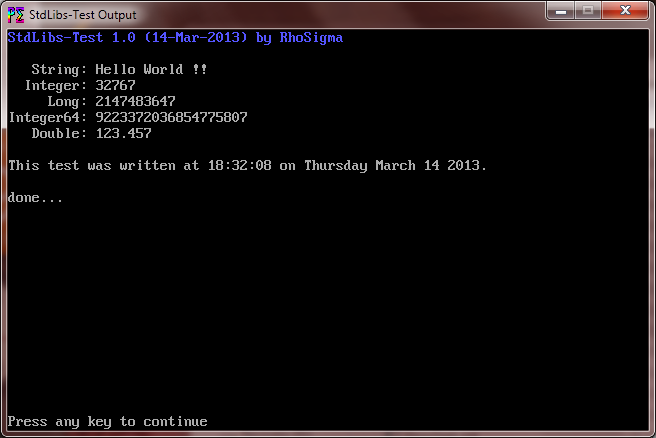 StdLibs-Test Output
StdLibs-Test 1.0 (14-Mar-2013) by RhoSigma
String: Hello World !!
Integer: 32767
Long: 2147483647
Integer64: 9223372036854775807
Double: 123.457
This test was written at 18:32:08 on Thursday March 14 2013.
done...
Press any key to continue